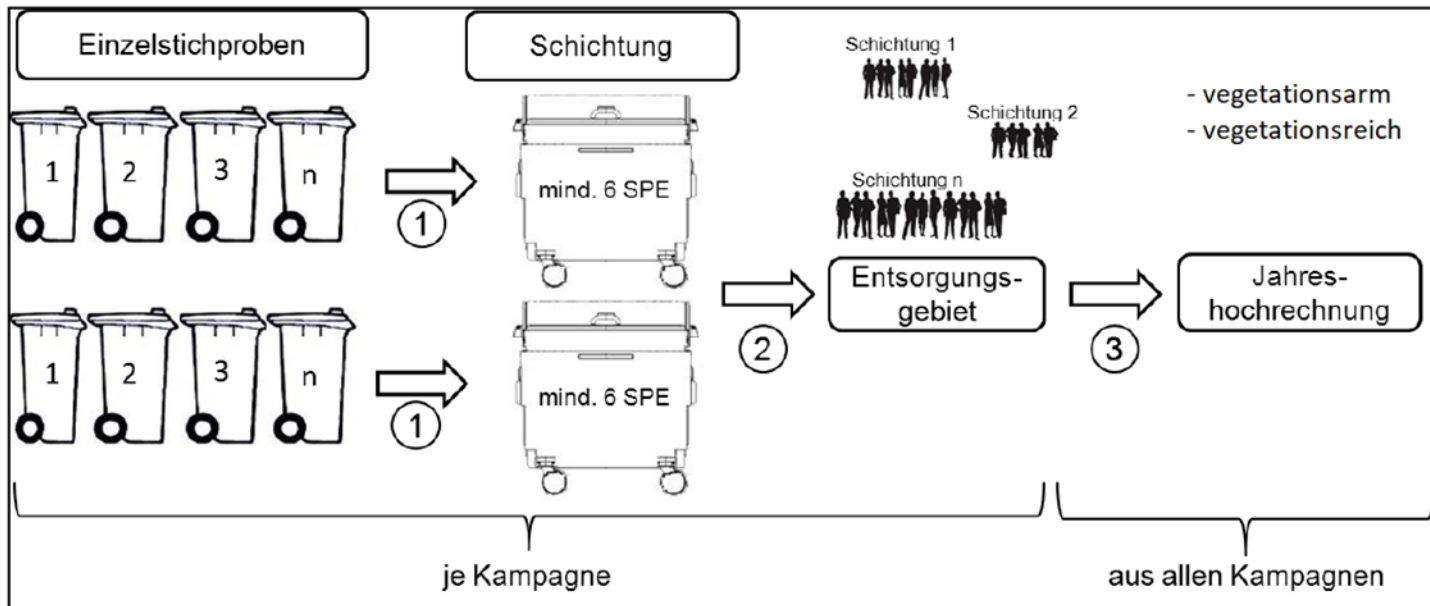 Einzelstichproben
Schichtung
Schichtung 1
Schichtung 2
Schichtung n
- vegetationsarm
- vegetationsreich
1 2 3 n
1
mind. 6 SPE
1 2 3 n
1
mind. 6 SPE
2
Entsorgungs-
gebiet
3
Jahres-
hochrechnung
je Kampagne
aus allen Kampagnen